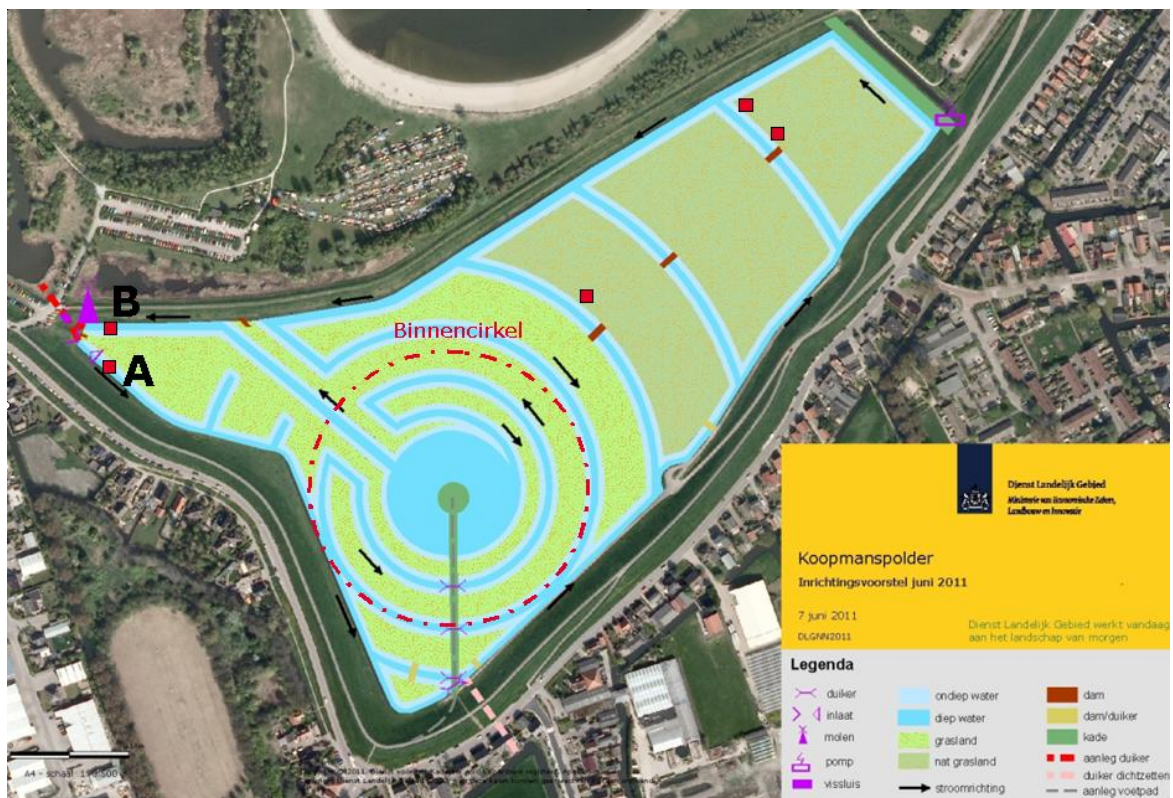 B
A
Binnencirkel
Dienst Landelijk Gebied
Ministerie van Economische Zaken,
Landbouw en Innovatie
Koopmanspolder
Inrichtingsvoorstel juni 2011
7 juni 2011
DLGNN2011
Dienst Landelijk Gebied werkt vandaag
aan het landschap van morgen
Legenda
duiker
inlaat
molen
pomp
vissluis
ondiep water
diep water
grasland
nat grasland
stroomrichting
dam
dam/duiker
kade
aanleg duiker
duiker dichtzetten
aanleg voetpad
A4 - schaal